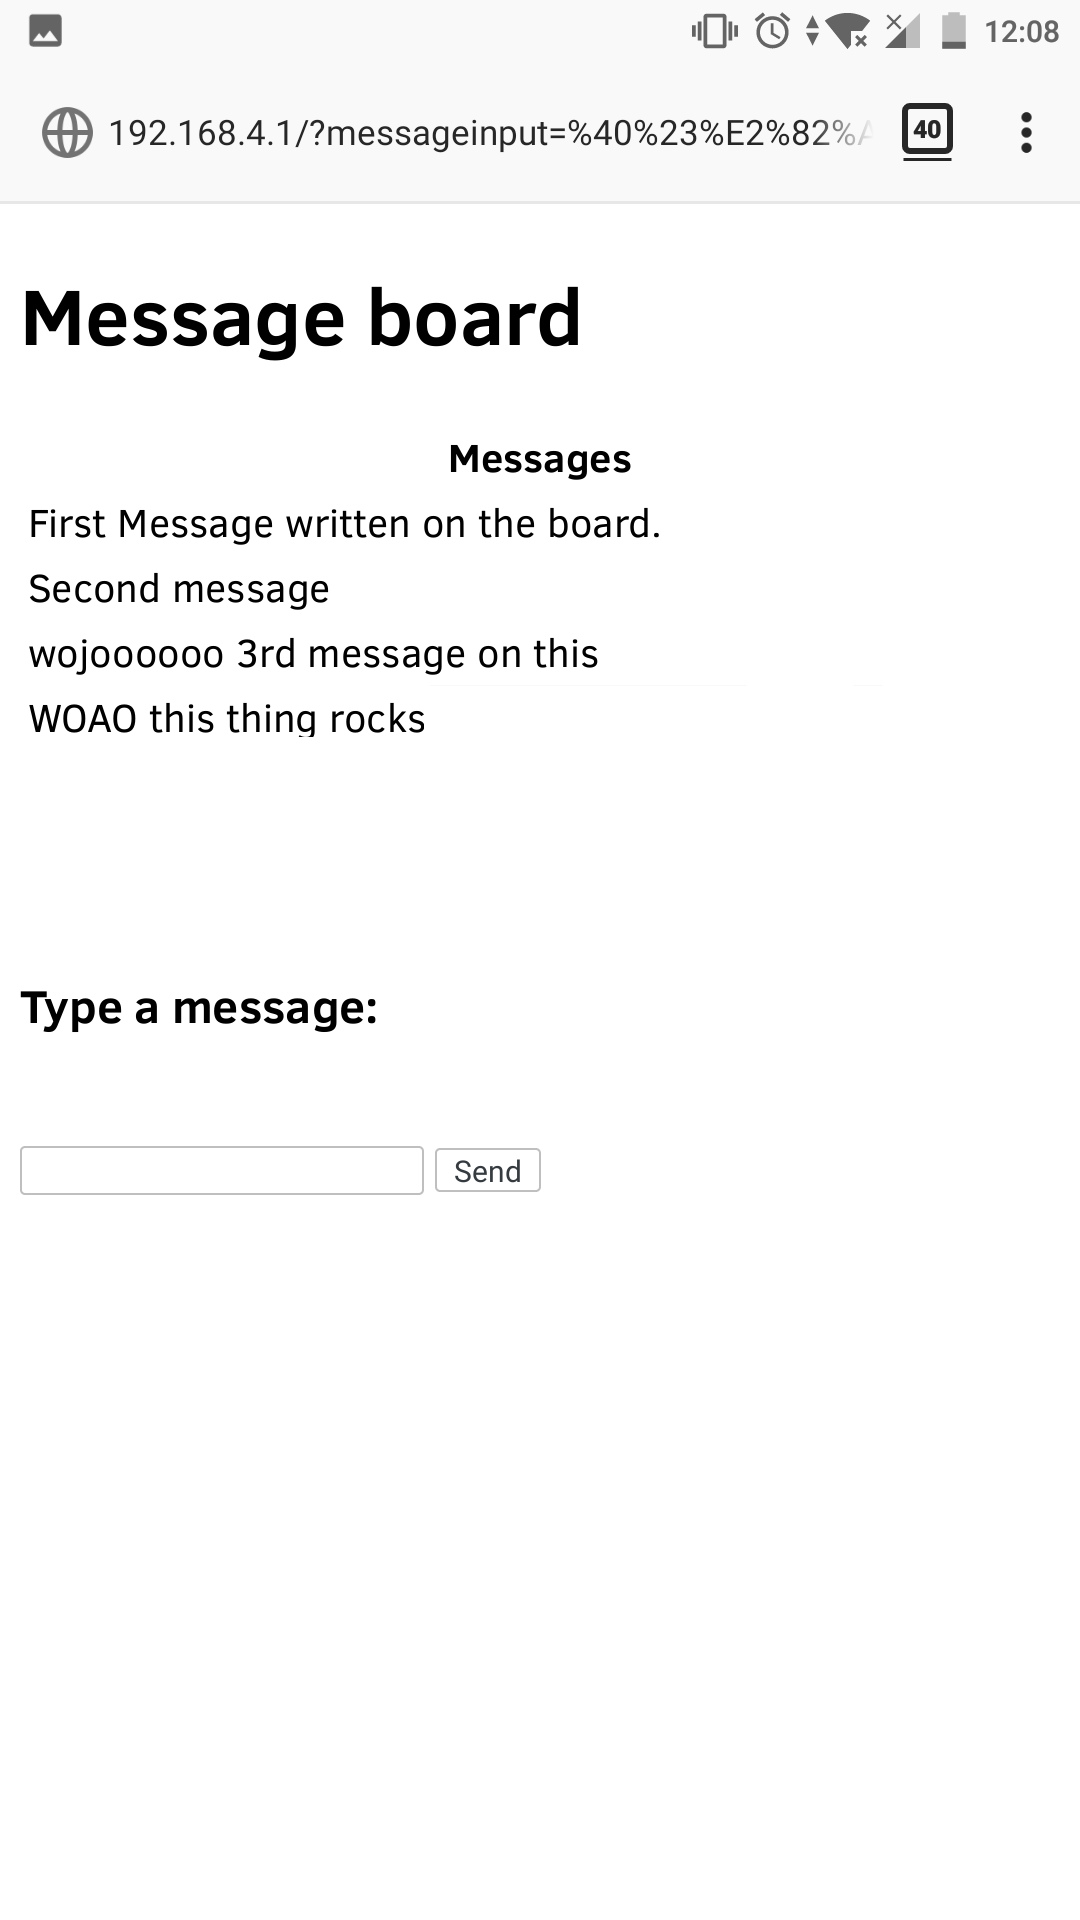 12:08
192.168.4.1/?messageinput=%40%23%E2%82%A
40
Message board
Messages
First Message written on the board.
Second message
wojoooooo 3rd message on this
WOAO this thing rocks
Type a message:
Send